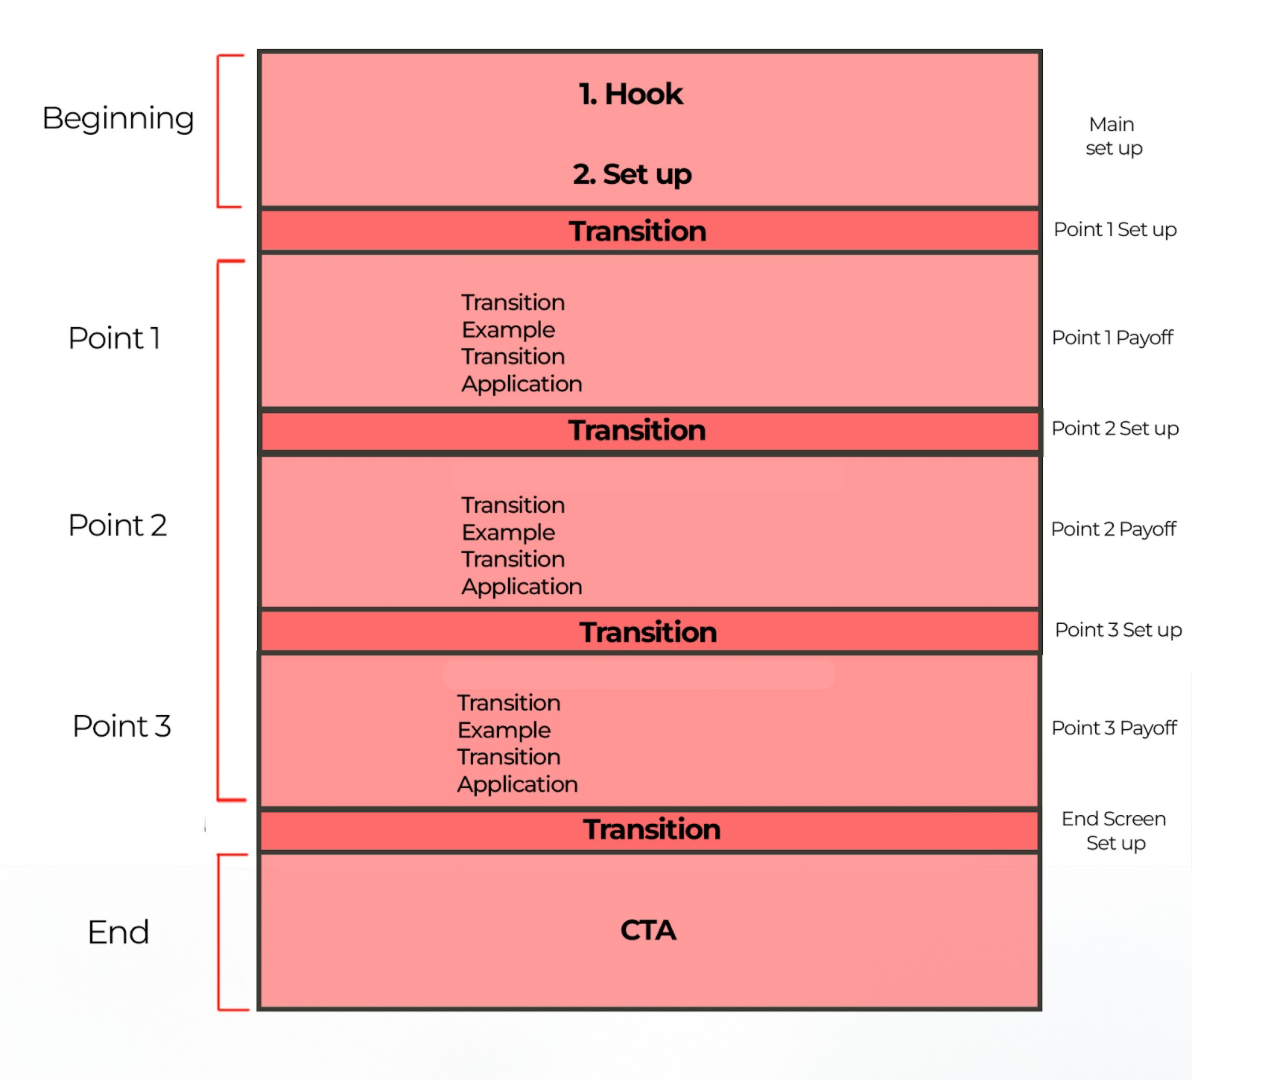 Beginning
1. Hook
Main
set up
2. Set up
Transition
Point 1 Set up
Point 1
Transition
Example
Transition
Application
Point 1 Payoff
Transition
Point 2 Set up
Point 2
Transition
Example
Transition
Application
Point 2 Payoff
Transition
Point 3 Set up
Point 3
Transition
Example
Transition
Application
Point 3 Payoff
Transition
End Screen
Set up
End
CTA